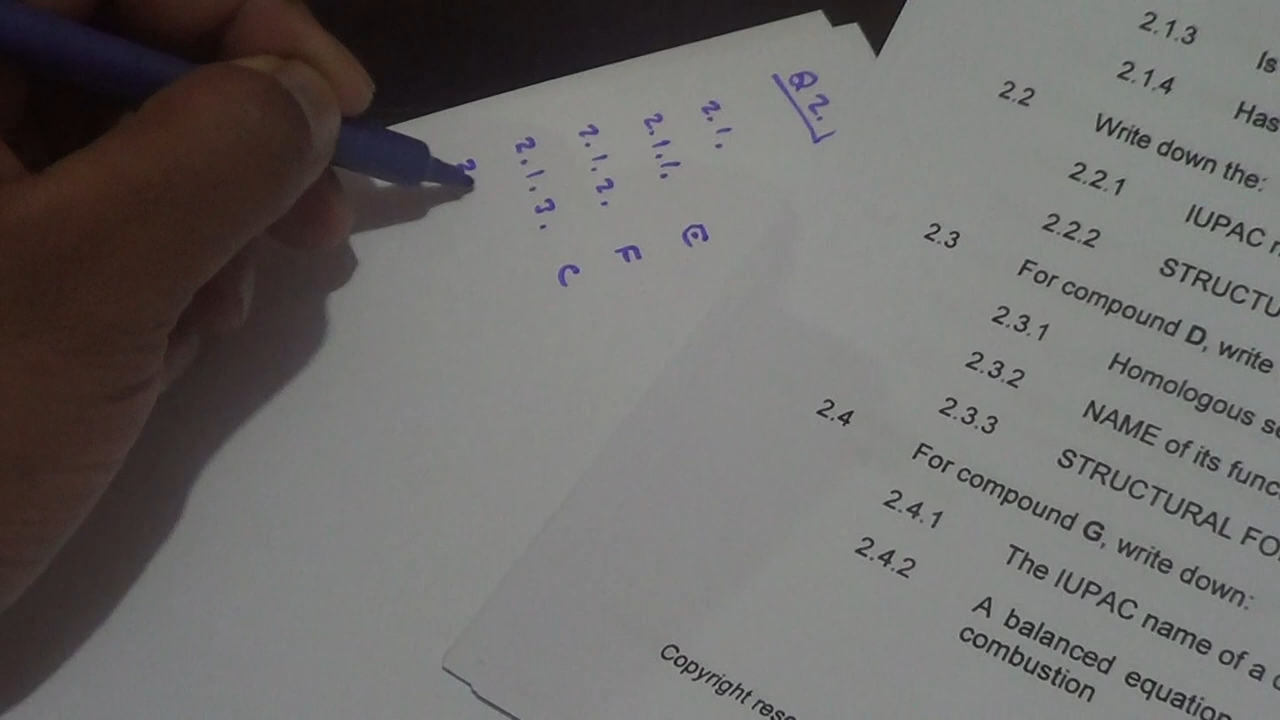 Q2.
2.1.
2.1.1. E
2.1.2. F
2.1.3. C
2
2.1.3 Is
2.1.4 Has
2.2 Write down the:
2.2.1 IUPAC
2.2.2 STRUCTU
2.3 For compound D, write
2.3.1 Homologous
2.3.2 NAME of its func
2.3.3 STRUCTURAL FO
2.4 For compound G, write down:
2.4.1 The IUPAC name of a
2.4.2 A balanced equation
combustion
Copyright rese